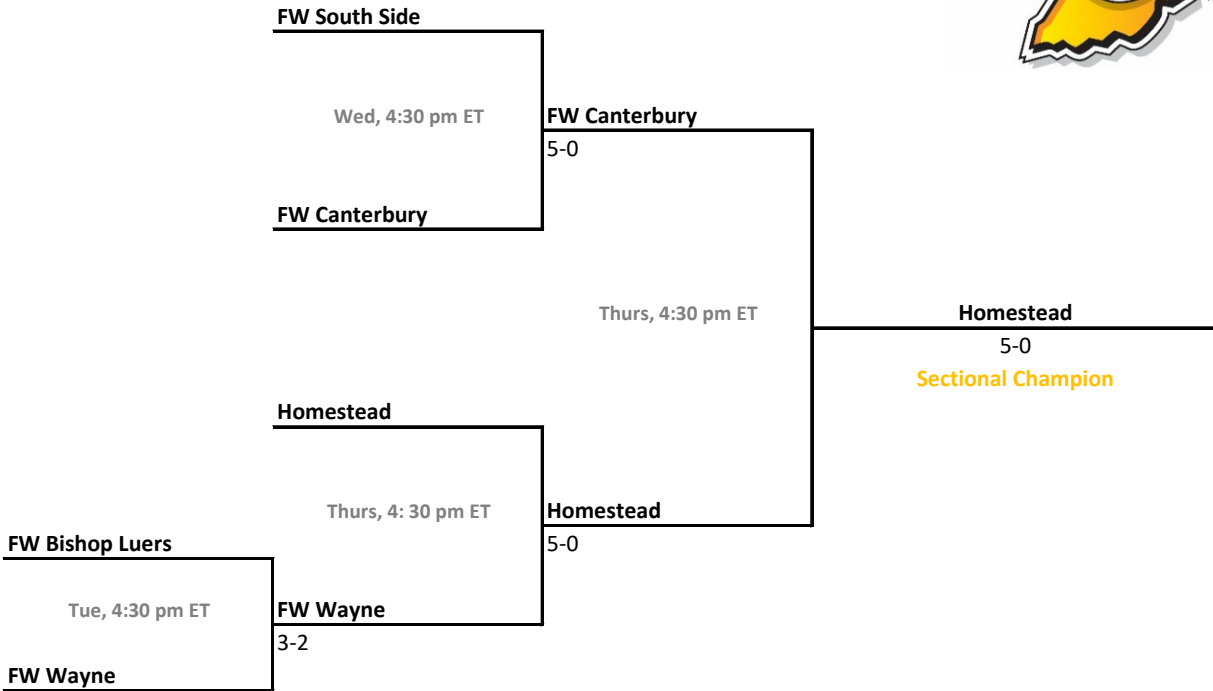 FW South Side
Wed, 4:30 pm ET
FW Canterbury
5-0
FW Canterbury
Thurs, 4:30 pm ET
Homestead
5-0
Sectional Champion
Homestead
Thurs, 4: 30 pm ET
Homestead
5-0
FW Bishop Luers
Tue, 4:30 pm ET
FW Wayne
3-2
FW Wayne